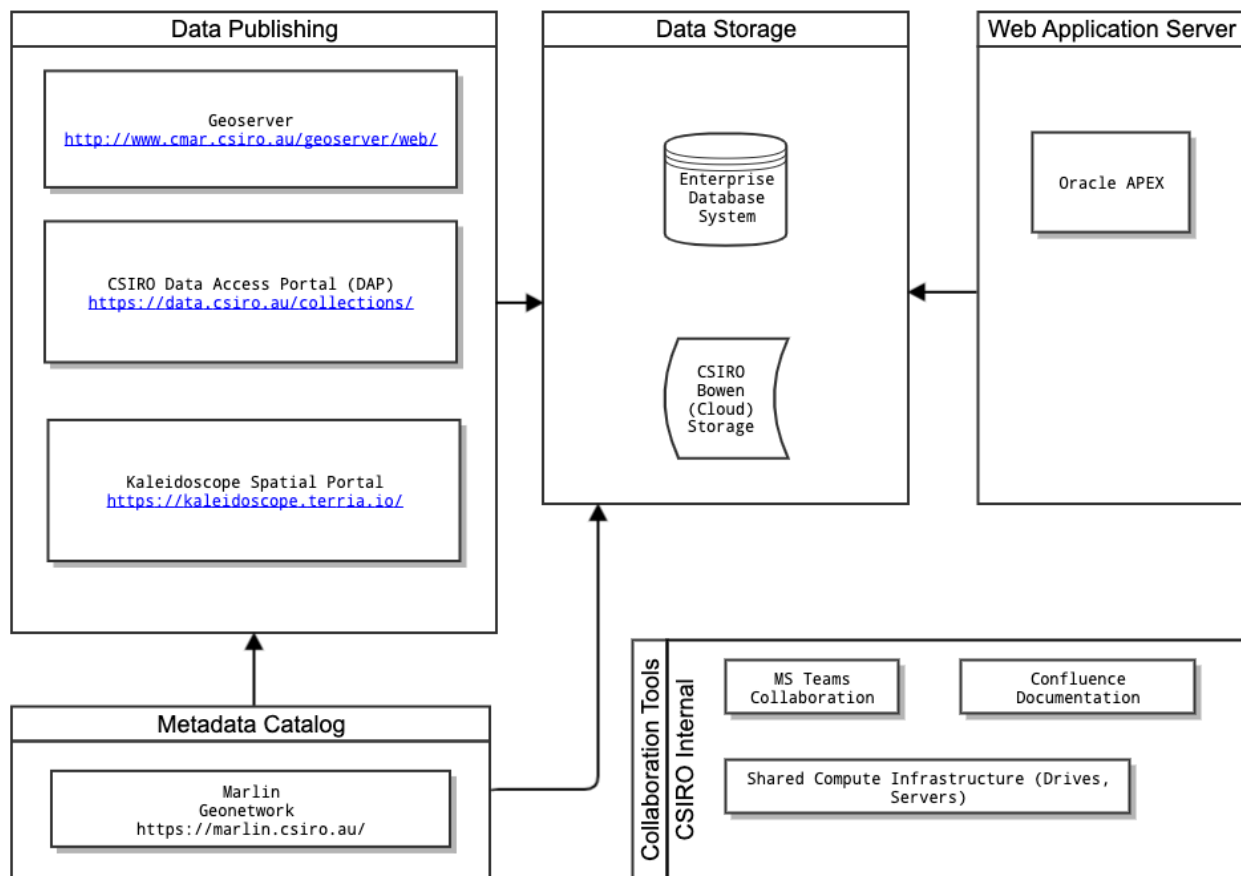 Data Publishing
Geoserver
http://www.cmar.csiro.au/geoserver/web/
CSIRO Data Access Portal (DAP)
https://data.csiro.au/collections/
Kaleidoscope Spatial Portal
https://kaleidoscope.terria.io/
Data Storage
Enterprise
Database
System
CSIRO
Bowen
(Cloud)
Storage
Web Application Server
Oracle APEX
Metadata Catalog
Marlin
Geonetwork
https://marlin.csiro.au/
Collaboration Tools
CSIRO Internal
MS Teams
Collaboration
Confluence
Documentation
Shared Compute Infrastructure (Drives,
Servers)